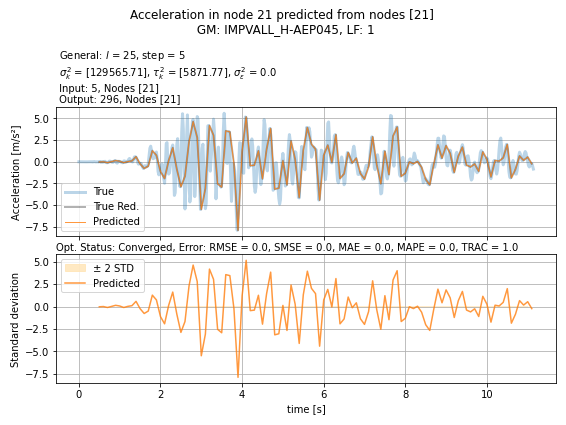 Acceleration in node 21 predicted from nodes [21]
GM: IMPVALL_H-AEP045, LF: 1
General: l = 25, step = 5
σ²ₖ = [129565.71], τ²ₖ = [5871.77], σ²ε = 0.0
Input: 5, Nodes [21]
Output: 296, Nodes [21]
Acceleration [m/s²]
5.0
2.5
0.0
−2.5
−5.0
−7.5
True
True Red.
Predicted
Opt. Status: Converged, Error: RMSE = 0.0, SMSE = 0.0, MAE = 0.0, MAPE = 0.0, TRAC = 1.0
Standard deviation
5.0
2.5
0.0
−2.5
−5.0
−7.5
± 2 STD
Predicted
0 2 4 6 8 10
time [s]